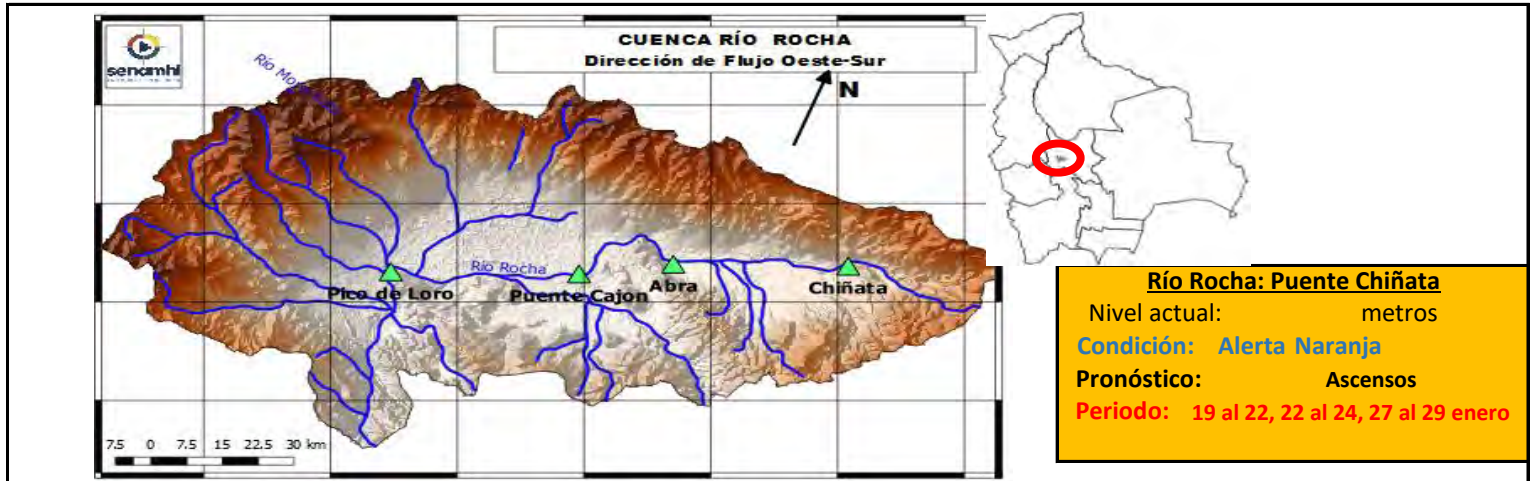 senamhi
CUENCA RÍO ROCHA
Dirección de Flujo Oeste-Sur
N
Río Rocha
Pico de Loro
Puente Cajon
Abra
Chiñata
7.5 0 7.5 15 22.5 30 km
Río Rocha: Puente Chiñata
Nivel actual: metros
Condición: Alerta Naranja
Pronóstico: Ascensos
Periodo: 19 al 22, 22 al 24, 27 al 29 enero